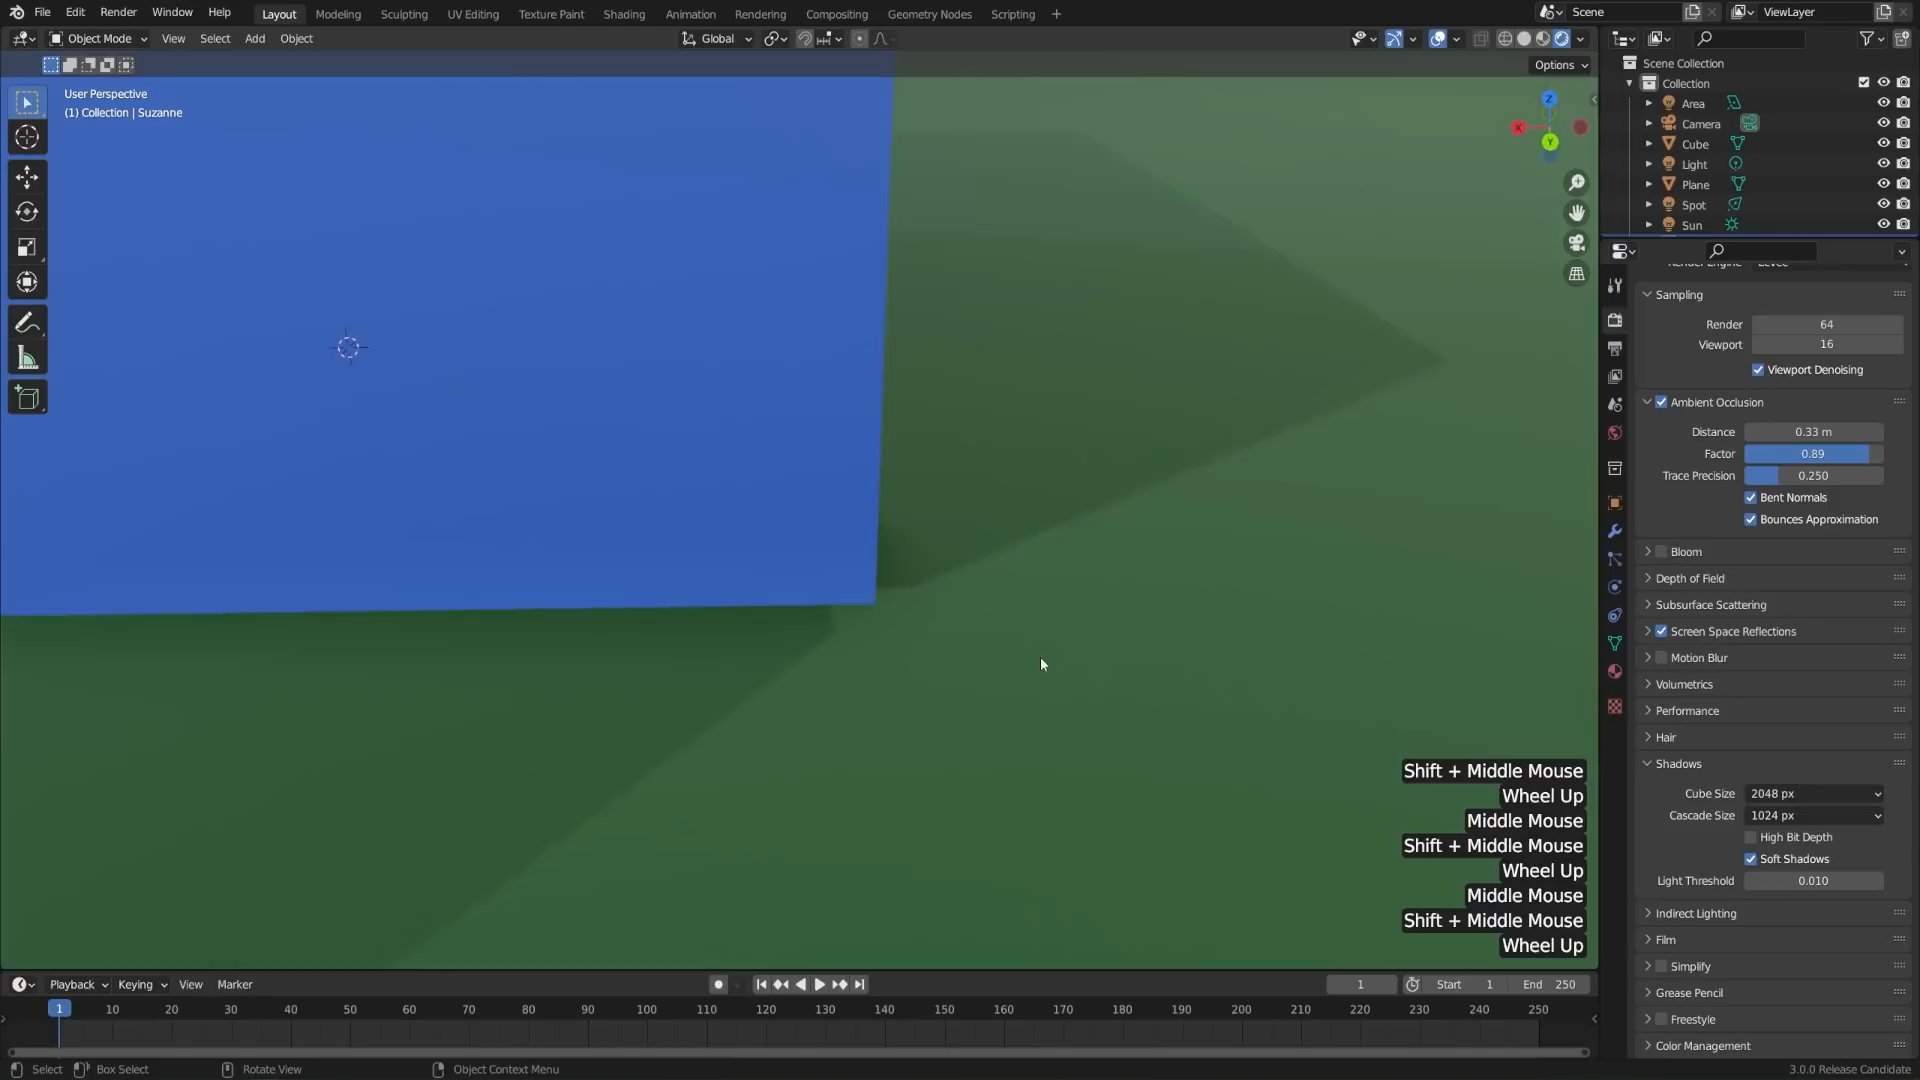 File Edit Render Window Help Layout Modeling Sculpting UV Editing Texture Paint Shading Animation Rendering Compositing Geometry Nodes Scripting + Scene ViewLayer
Object Mode View Select Add Object Global
Options
User Perspective
(1) Collection | Suzanne
Z
X
Y
Scene Collection
Collection
Area
Camera
Cube
Light
Plane
Spot
Sun
Sampling
Render 64
Viewport 16
Viewport Denoising
Ambient Occlusion
Distance 0.33 m
Factor 0.89
Trace Precision 0.250
Bent Normals
Bounces Approximation
Bloom
Depth of Field
Subsurface Scattering
Screen Space Reflections
Motion Blur
Volumetrics
Performance
Hair
Shadows
Cube Size 2048 px
Cascade Size 1024 px
High Bit Depth
Soft Shadows
Light Threshold 0.010
Indirect Lighting
Film
Simplify
Grease Pencil
Freestyle
Color Management
Shift + Middle Mouse
Wheel Up
Middle Mouse
Shift + Middle Mouse
Wheel Up
Middle Mouse
Shift + Middle Mouse
Wheel Up
Playback Keying View Marker 1 Start 1 End 250
1 10 20 30 40 50 60 70 80 90 100 110 120 130 140 150 160 170 180 190 200 210 220 230 240 250
Select Box Select Rotate View Object Context Menu 3.0.0 Release Candidate